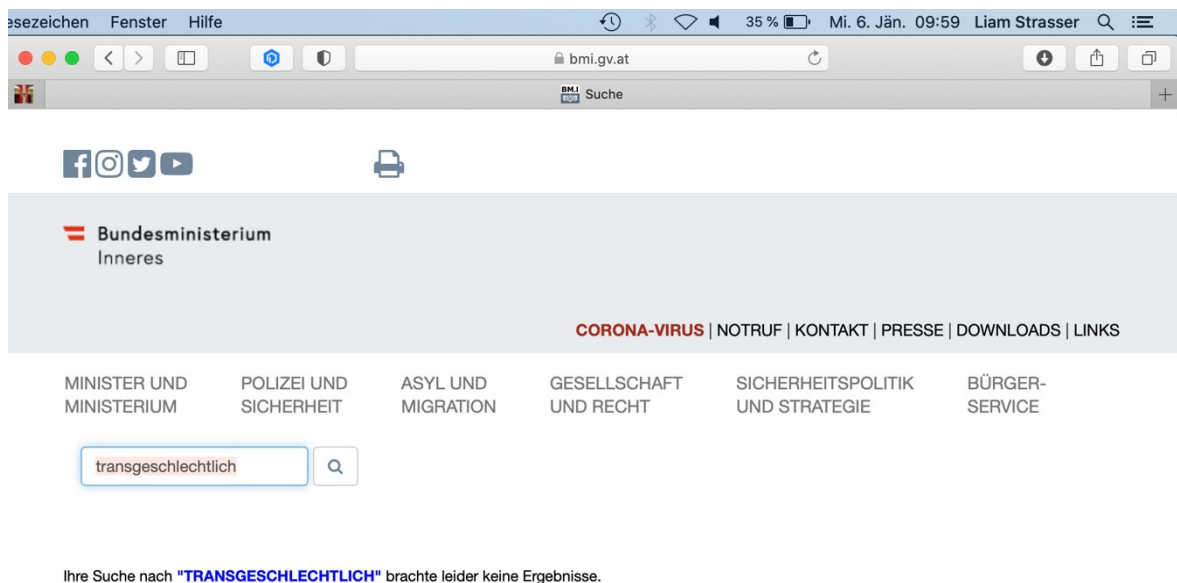 esezeichen Fenster Hilfe 35 % Mi. 6. Jän. 09:59 Liam Strasser
bmi.gv.at
BM.I Suche
Bundesministerium
Inneres
CORONA-VIRUS | NOTRUF | KONTAKT | PRESSE | DOWNLOADS | LINKS
MINISTER UND POLIZEI UND ASYL UND GESELLSCHAFT SICHERHEITSPOLITIK BÜRGER-
MINISTERIUM SICHERHEIT MIGRATION UND RECHT UND STRATEGIE SERVICE
transgeschlechtlich
Ihre Suche nach "TRANSGESCHLECHTLICH" brachte leider keine Ergebnisse.